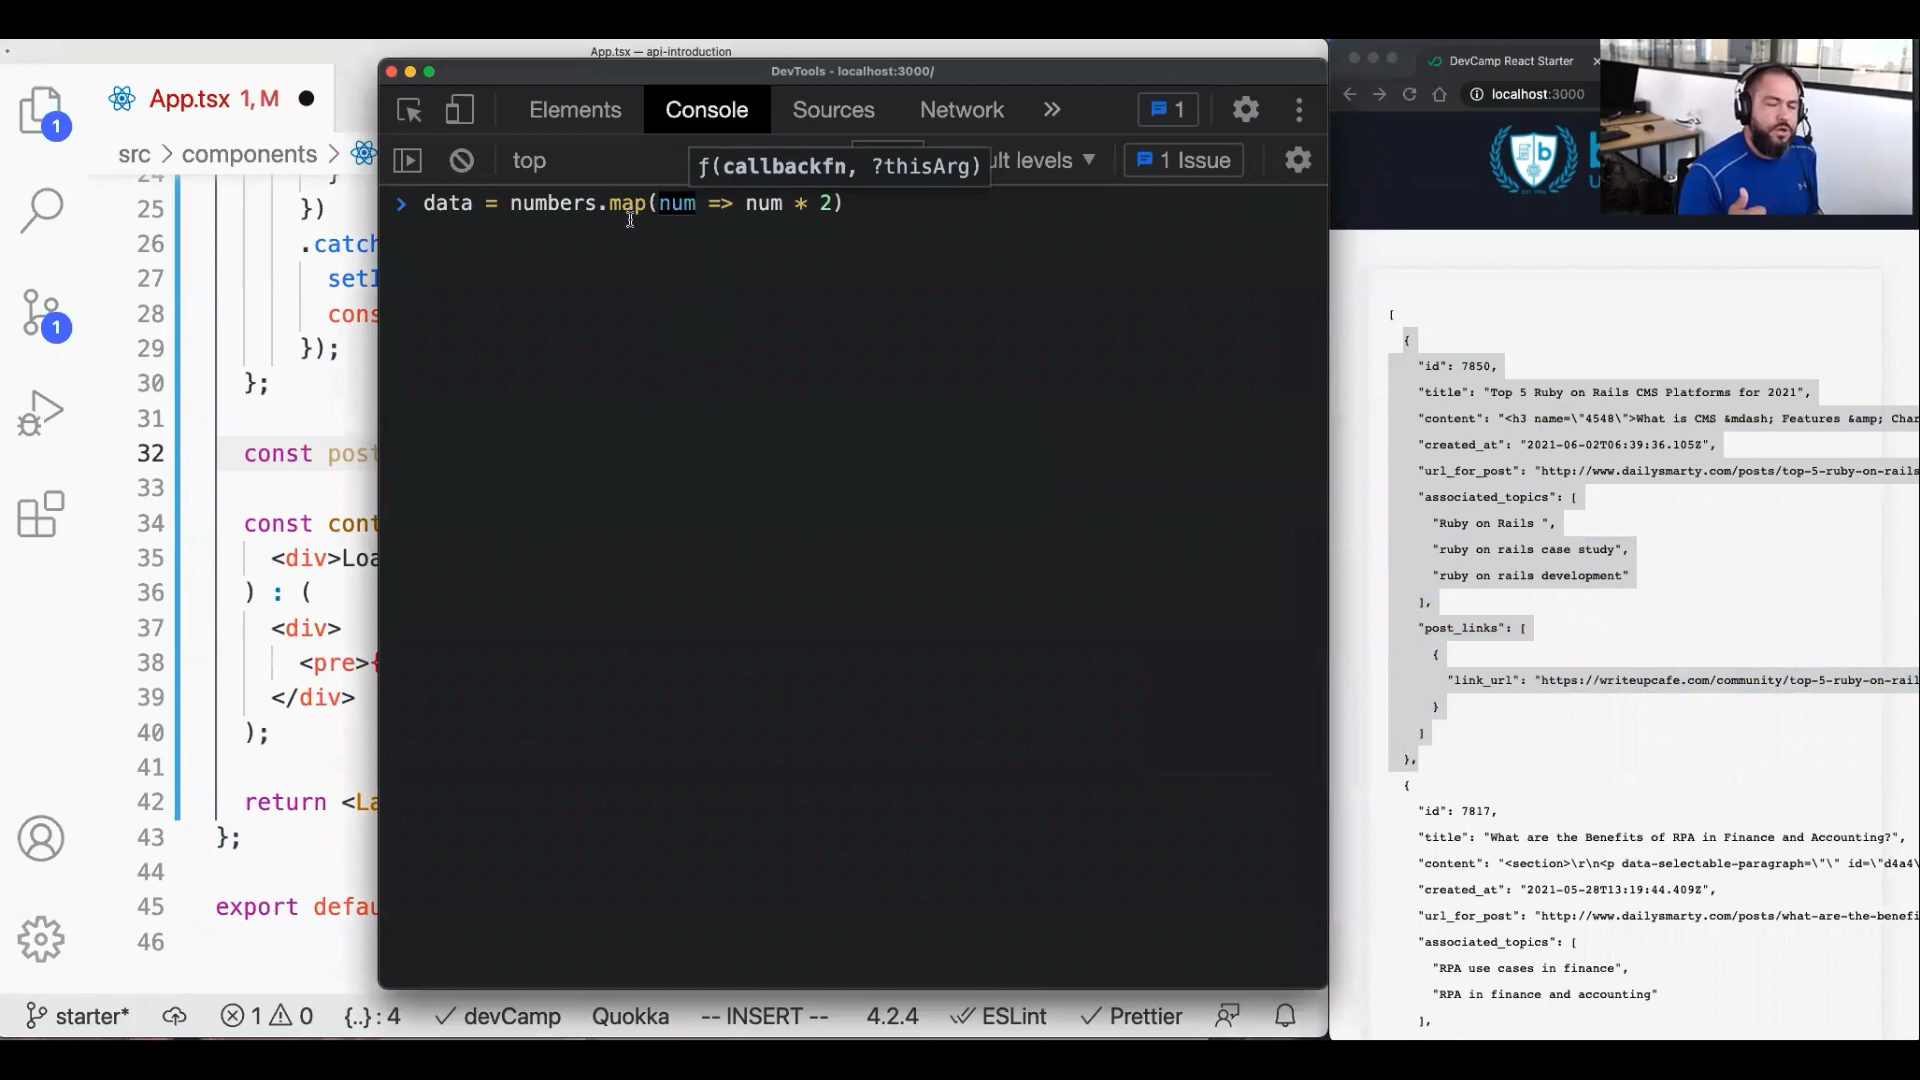 App.tsx — api-introduction
App.tsx 1, M
src > components >
1
1
24
}
25
})
26
.catch
27
setI
28
cons
29
});
30
};
31
32
const post
33
34
const cont
35
<div>Loa
36
) : (
37
<div>
38
<pre>{
39
</div>
40
);
41
42
return <La
43
};
44
45
export defau
46
DevTools - localhost:3000/
Elements Console Sources Network » 1
top ult levels ▼ 1 Issue
ƒ(callbackfn, ?thisArg)
> data = numbers.map(num => num * 2)
starter* 1 0 {..}: 4 ✓ devCamp Quokka -- INSERT -- 4.2.4 ESLint ✓ Prettier
DevCamp React Starter ×
localhost:3000
b
b
[
{
"id": 7850,
"title": "Top 5 Ruby on Rails CMS Platforms for 2021",
"content": "<h3 name=\"4548\">What is CMS &mdash; Features &amp; Char
"created_at": "2021-06-02T06:39:36.105Z",
"url_for_post": "http://www.dailysmarty.com/posts/top-5-ruby-on-rails
"associated_topics": [
"Ruby on Rails ",
"ruby on rails case study",
"ruby on rails development"
],
"post_links": [
{
"link_url": "https://writeupcafe.com/community/top-5-ruby-on-rail
}
]
},
{
"id": 7817,
"title": "What are the Benefits of RPA in Finance and Accounting?",
"content": "<section>\r\n<p data-selectable-paragraph=\"\" id=\"d4a4\
"created_at": "2021-05-28T13:19:44.409Z",
"url_for_post": "http://www.dailysmarty.com/posts/what-are-the-benefi
"associated_topics": [
"RPA use cases in finance",
"RPA in finance and accounting"
],